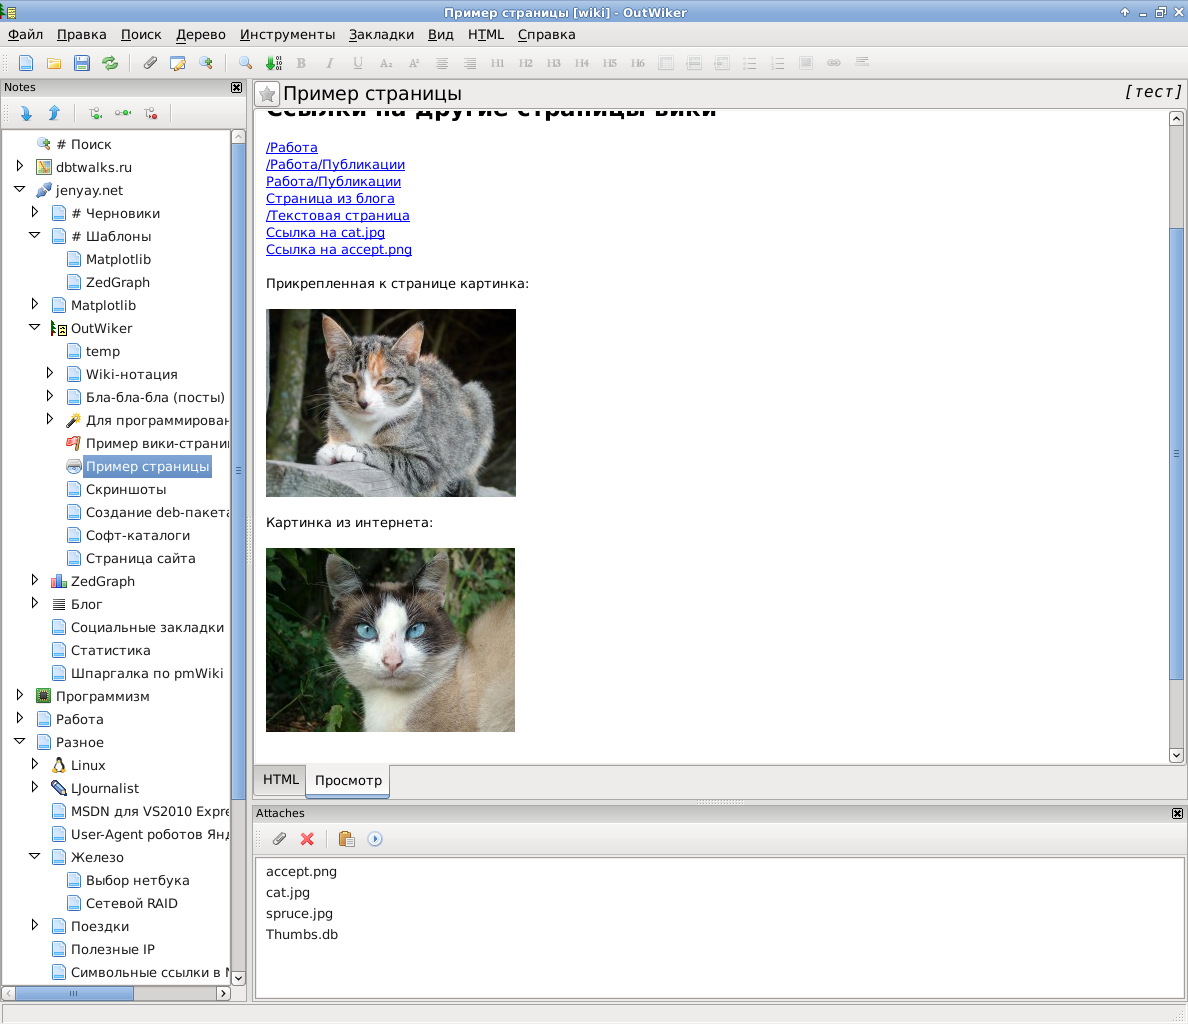 Пример страницы [wiki] - OutWiker
Файл Правка Поиск Дерево Инструменты Закладки Вид HTML Справка
B I U A₂ A² H1 H2 H3 H4 H5 H6
Notes
# Поиск
dbtwalks.ru
jenyay.net
# Черновики
# Шаблоны
Matplotlib
ZedGraph
Matplotlib
OutWiker
temp
Wiki-нотация
Бла-бла-бла (посты)
Для программирован
Пример вики-страни
Пример страницы
Скриншоты
Создание deb-пакета
Софт-каталоги
Страница сайта
ZedGraph
Блог
Социальные закладки
Статистика
Шпаргалка по pmWiki
Программизм
Работа
Разное
Linux
LJournalist
MSDN для VS2010 Expre
User-Agent роботов Янд
Железо
Выбор нетбука
Сетевой RAID
Поездки
Полезные IP
Символьные ссылки в
Пример страницы
[тест]
Ссылки на другие страницы вики
/Работа
/Работа/Публикации
Работа/Публикации
Страница из блога
/Текстовая страница
Ссылка на cat.jpg
Ссылка на accept.png
Прикрепленная к странице картинка:
Картинка из интернета:
HTML Просмотр
Attaches
accept.png
cat.jpg
spruce.jpg
Thumbs.db